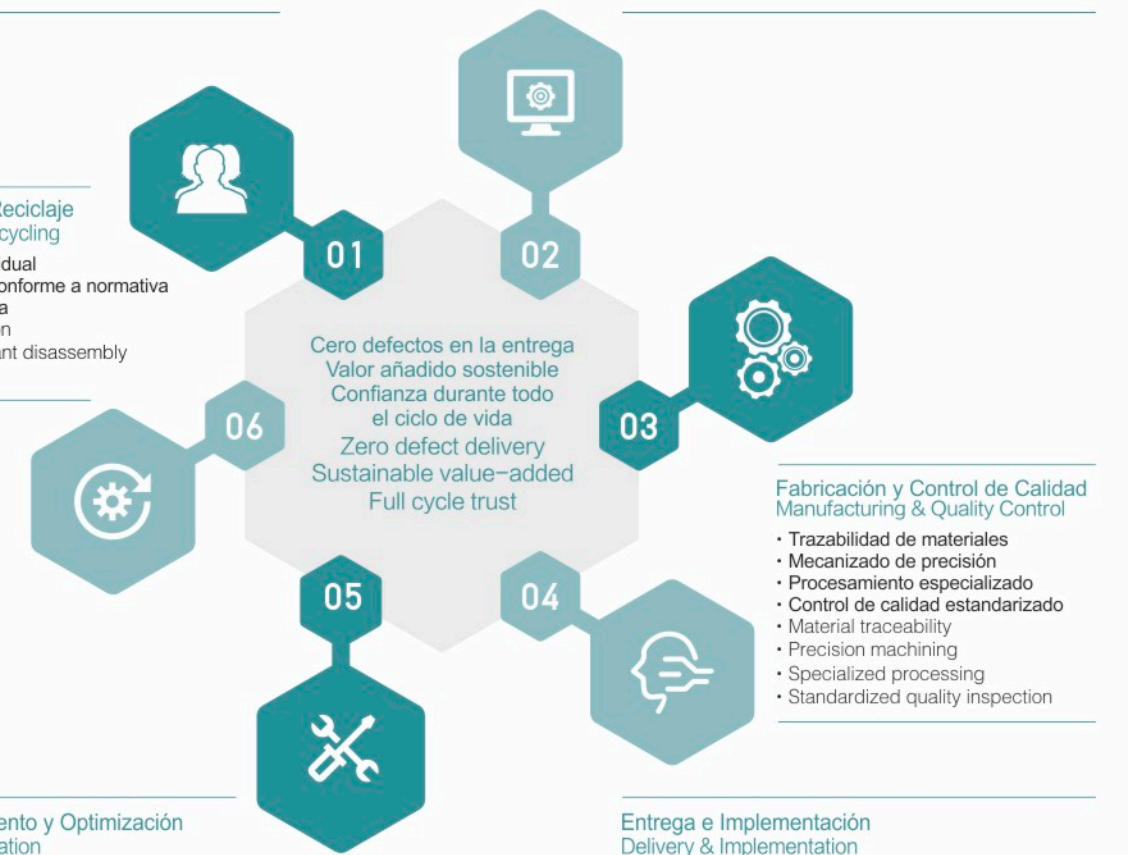 01
02
Reciclaje
cycling
dual
onforme a normativa
a
on
ant disassembly
Cero defectos en la entrega
Valor añadido sostenible
Confianza durante todo
el ciclo de vida
Zero defect delivery
Sustainable value-added
Full cycle trust
03
06
Fabricación y Control de Calidad
Manufacturing & Quality Control
· Trazabilidad de materiales
· Mecanizado de precisión
· Procesamiento especializado
· Control de calidad estandarizado
· Material traceability
· Precision machining
· Specialized processing
· Standardized quality inspection
05
04
ento y Optimización
ation
Entrega e Implementación
Delivery & Implementation